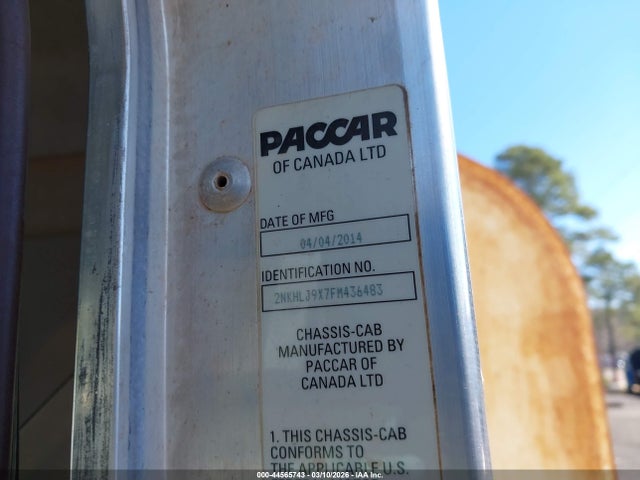 PACCAR
OF CANADA LTD
DATE OF MFG
04/04/2014
IDENTIFICATION NO.
2NKHLJ9X7FM436483
CHASSIS-CAB
MANUFACTURED BY
PACCAR OF
CANADA LTD
1. THIS CHASSIS-CAB
CONFORMS TO
THE APPLICABLE U.S.
000-44565743 - 03/10/2026 - IAA Inc.